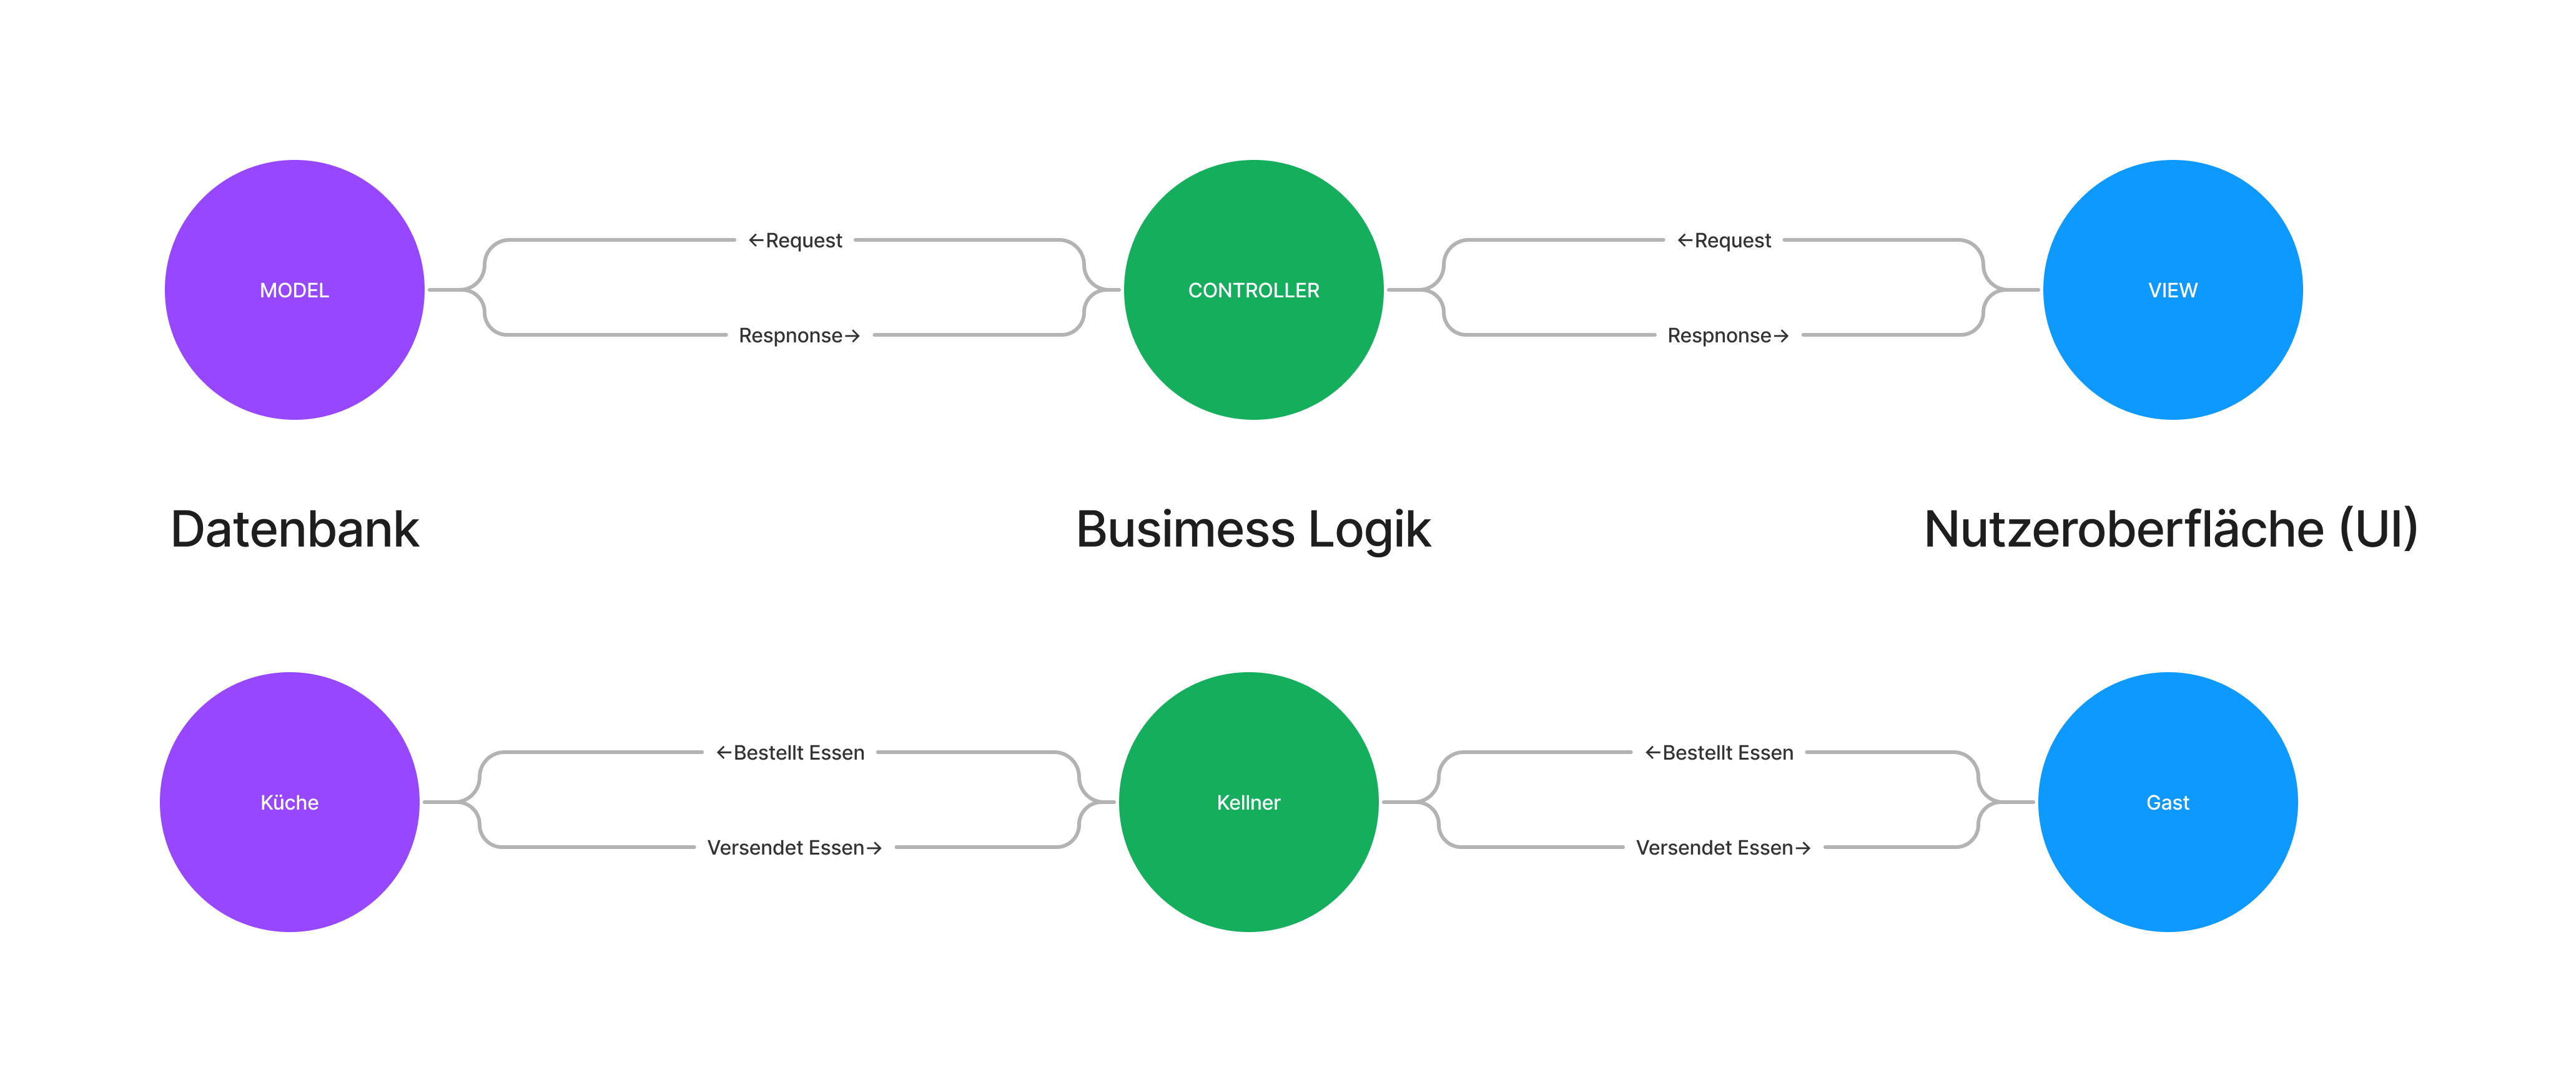 ←Request
←Request
MODEL
CONTROLLER
VIEW
Respnonse→
Respnonse→
Datenbank
Busimess Logik
Nutzeroberfläche (UI)
←Bestellt Essen
←Bestellt Essen
Küche
Kellner
Gast
Versendet Essen→
Versendet Essen→